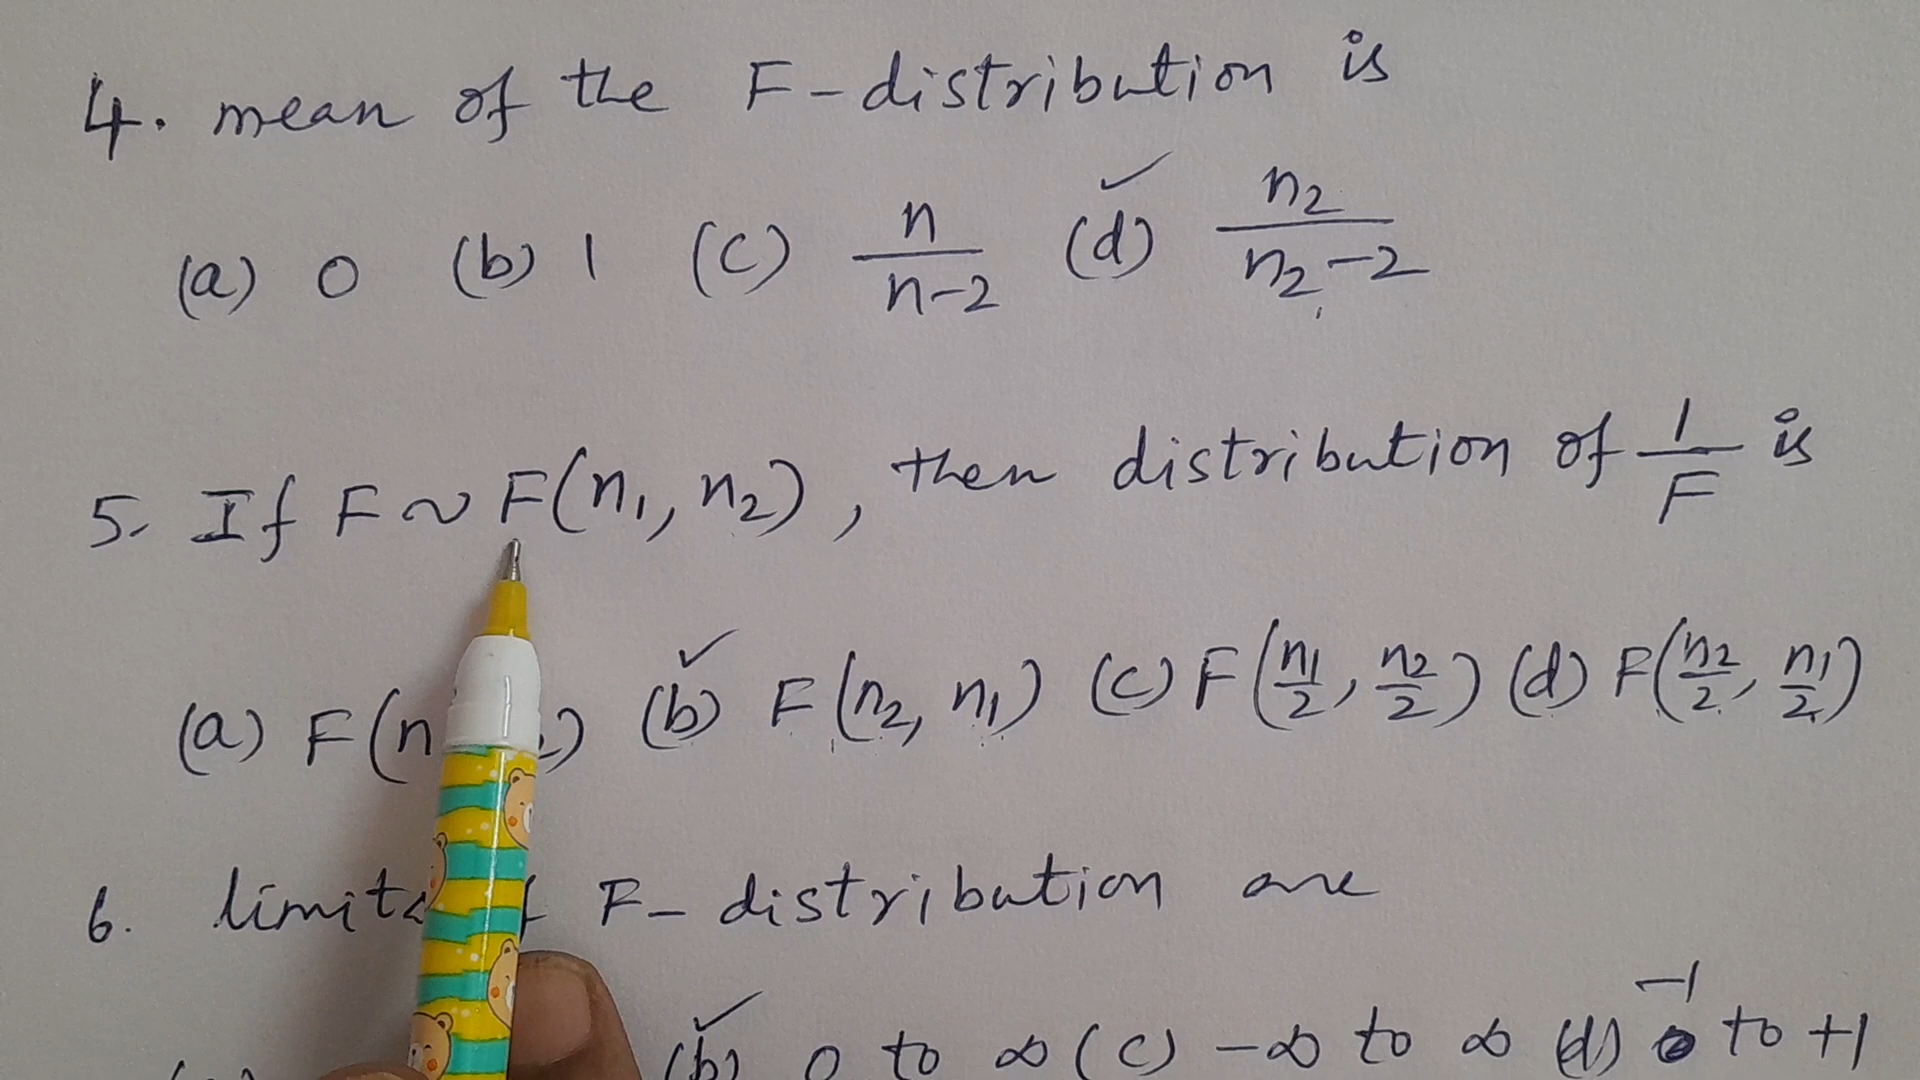 4. mean of the F-distribution is
(a) 0 (b) 1 (c) n/n-2 (d) ✓ n₂/n₂-2
5. If F ~ F(n₁, n₂), then distribution of 1/F is
(a) F(n (b) ✓ F(n₂, n₁) (c) F(n₁/2, n₂/2) (d) F(n₂/2, n₁/2)
6. F- distribution are
(b) ✓ 0 to ∞ (c) -∞ to ∞ (d) -1 to +1